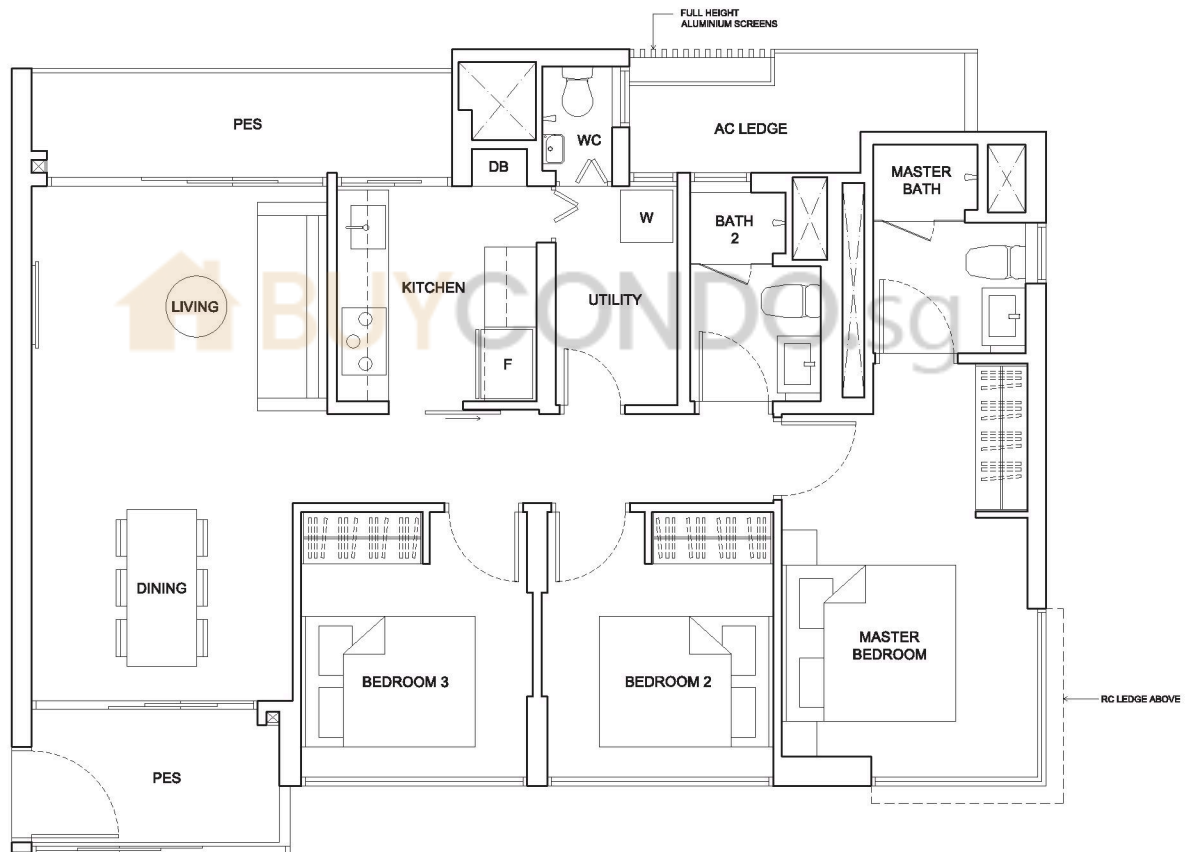 FULL HEIGHT
ALUMINIUM SCREENS
PES
DB
WC
AC LEDGE
MASTER
BATH
W
BATH
2
LIVING
KITCHEN
UTILITY
F
BUYCONDO.sg
DINING
BEDROOM 3
BEDROOM 2
MASTER
BEDROOM
RC LEDGE ABOVE
PES